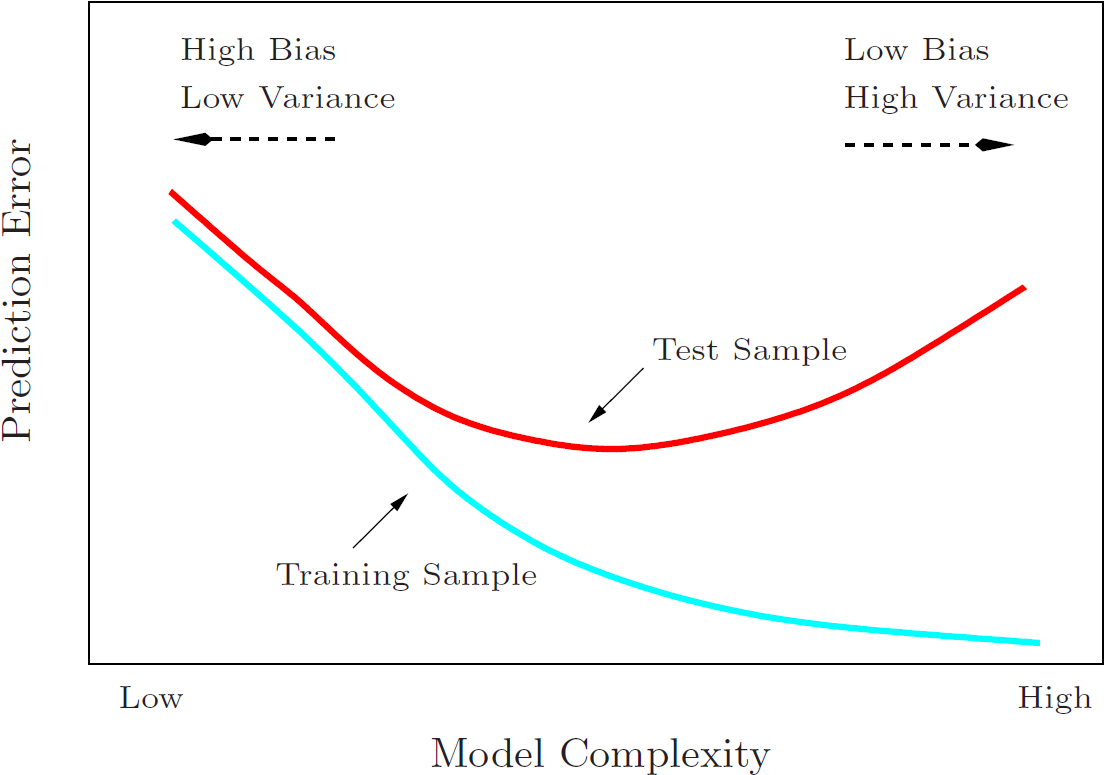 High Bias
Low Variance
Low Bias
High Variance
Prediction Error
Test Sample
Training Sample
Low
High
Model Complexity